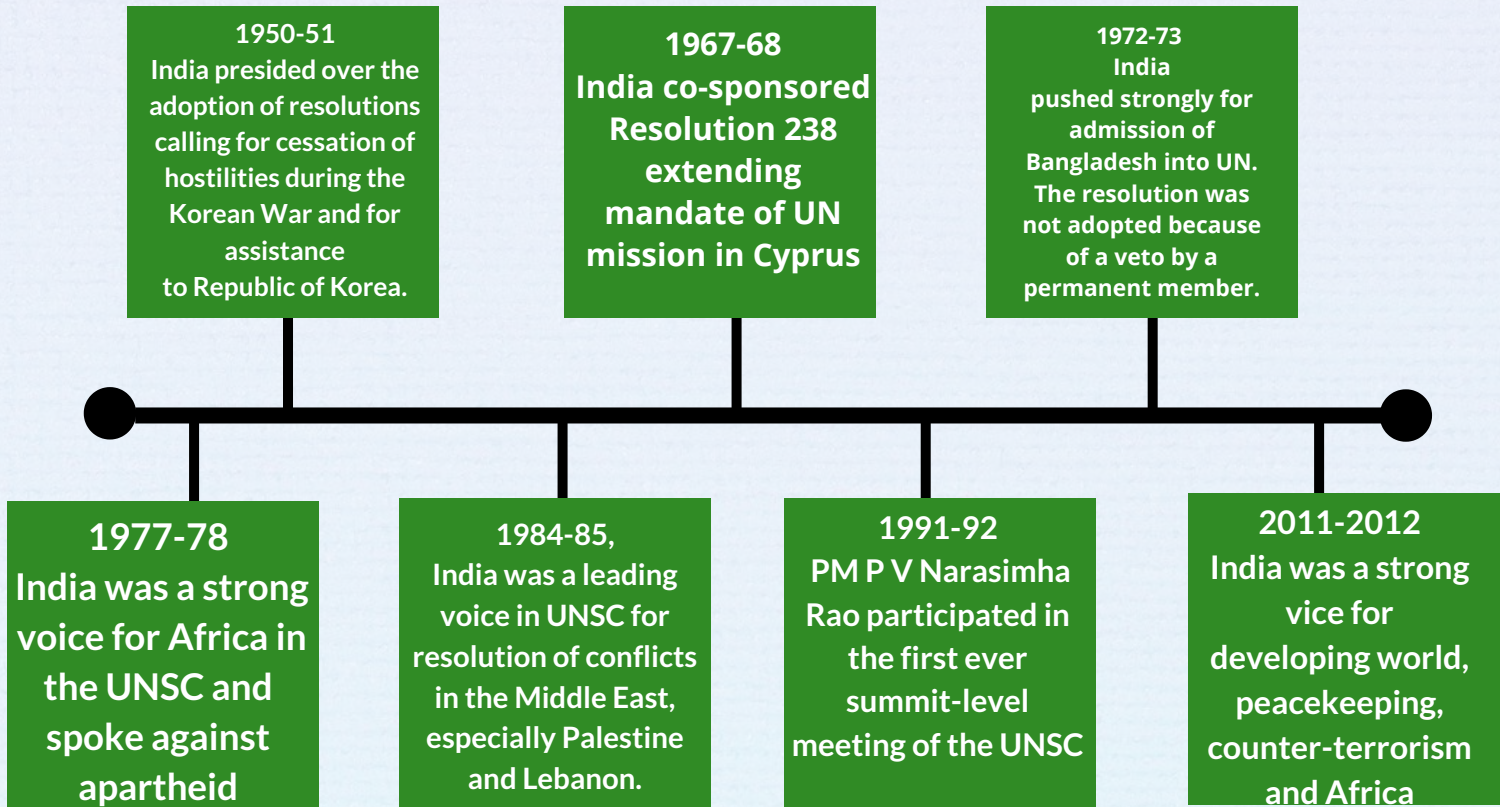 1950-51
India presided over the
adoption of resolutions
calling for cessation of
hostilities during the
Korean War and for
assistance
to Republic of Korea.
1967-68
India co-sponsored
Resolution 238
extending
mandate of UN
mission in Cyprus
1972-73
India
pushed strongly for
admission of
Bangladesh into UN.
The resolution was
not adopted because
of a veto by a
permanent member.
1977-78
India was a strong
voice for Africa in
the UNSC and
spoke against
apartheid
1984-85,
India was a leading
voice in UNSC for
resolution of conflicts
in the Middle East,
especially Palestine
and Lebanon.
1991-92
PM P V Narasimha
Rao participated in
the first ever
summit-level
meeting of the UNSC
2011-2012
India was a strong
vice for
developing world,
peacekeeping,
counter-terrorism
and Africa